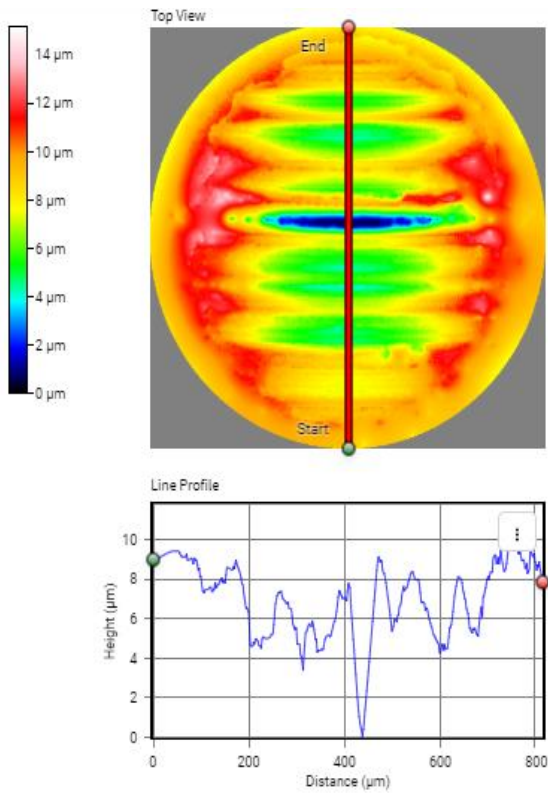 Top View
14 µm
12 µm
10 µm
8 µm
6 µm
4 µm
2 µm
0 µm
End
Start
Line Profile
10
8
6
4
2
0
Height (µm)
0 200 400 600 800
Distance (µm)